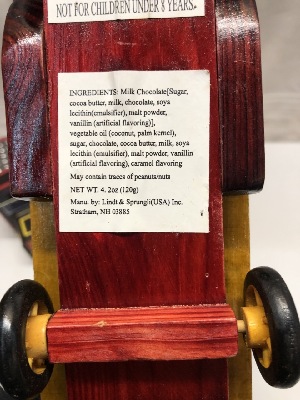 NOT FOR CHILDREN UNDER 8 YEARS.
INGREDIENTS: Milk Chocolate[Sugar,
cocoa butter, milk, chocolate, soya
lecithin(emulsifier), malt powder,
vanillin (artificial flavoring)],
vegetable oil (coconut, palm kernel),
sugar, chocolate, cocoa butter, milk, soya
lecithin (emulsifier), malt powder, vanillin
(artificial flavoring), caramel flavoring
May contain traces of peanuts/nuts
NET WT. 4. 2oz (120g)
Manu. by: Lindt & Sprungli(USA) Inc.
Stratham, NH 03885